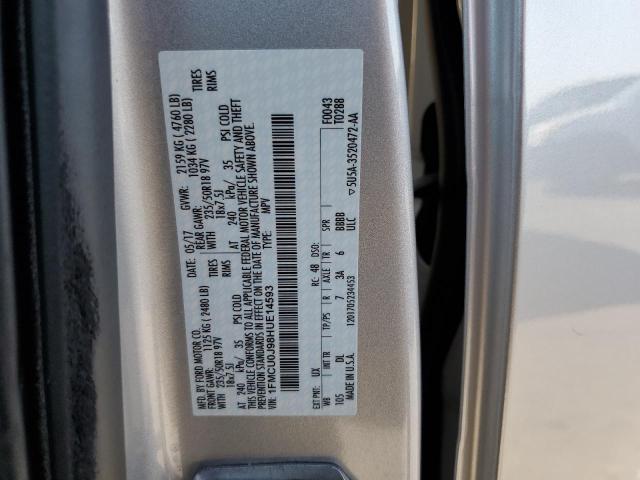 MFD. BY FORD MOTOR CO.
DATE: 05/17 GVWR: 2159 KG ( 4760 LB)
FRONT GAWR: 1125 KG ( 2480 LB) REAR GAWR: 1034 KG ( 2280 LB)
WITH 235/50R18 97V TIRES WITH 235/50R18 97V TIRES
18x7.5J RIMS 18x7.5J RIMS
AT 240 kPa/ 35 PSI COLD AT 240 kPa/ 35 PSI COLD
THIS VEHICLE CONFORMS TO ALL APPLICABLE FEDERAL MOTOR VEHICLE SAFETY AND THEFT
PREVENTION STANDARDS IN EFFECT ON THE DATE OF MANUFACTURE SHOWN ABOVE.
VIN: 1FMCU0J98HUE14593 TYPE: MPV
F0043
T0288
EXT PNT: UX RC: 48 DSO:
WB INT TR TP/PS R AXLE TR SPR
105 DL 7 3A 6 BBBB
ULC
120170523445​3 ▽5U5A-3520472-AA
MADE IN U.S.A.